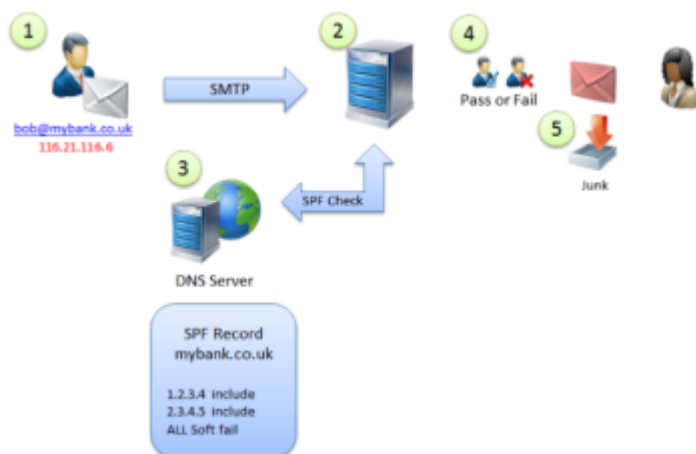 1
2
4
SMTP
Pass or Fail
bob@mybank.co.uk
116.21.116.6
5
3
Junk
SPF Check
DNS Server
SPF Record
mybank.co.uk
1.2.3.4 include
2.3.4.5 include
ALL Soft fail